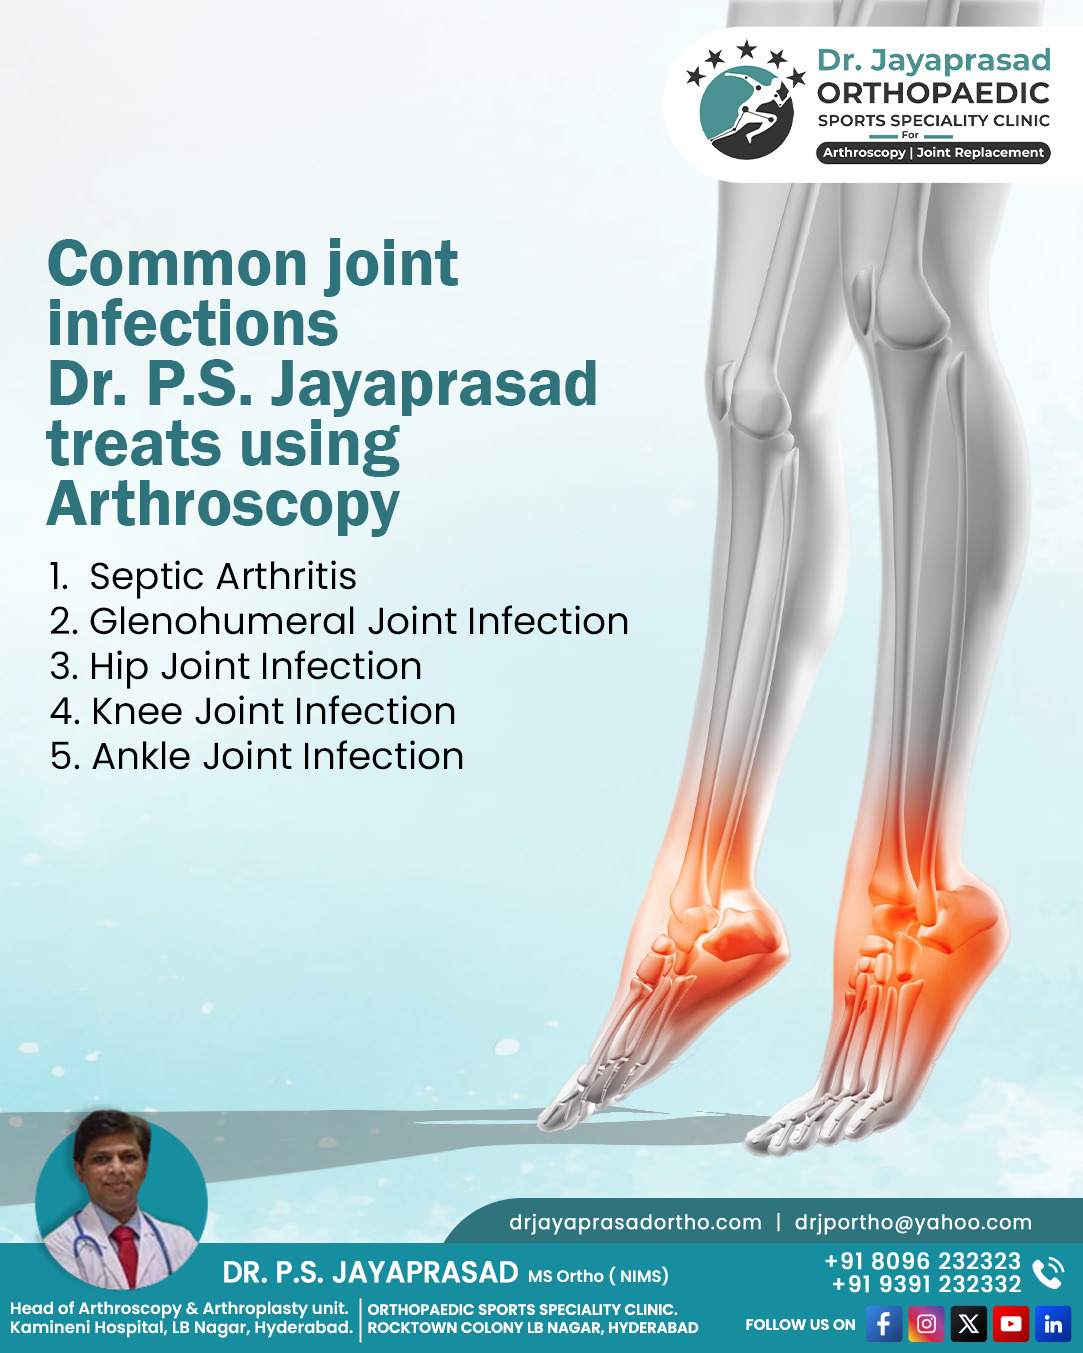 Dr. Jayaprasad
ORTHOPAEDIC
SPORTS SPECIALITY CLINIC
For
Arthroscopy | Joint Replacement
Common joint
infections
Dr. P.S. Jayaprasad
treats using
Arthroscopy
1. Septic Arthritis
2. Glenohumeral Joint Infection
3. Hip Joint Infection
4. Knee Joint Infection
5. Ankle Joint Infection
drjayaprasadortho.com | drjportho@yahoo.com
DR. P.S. JAYAPRASAD MS Ortho ( NIMS)
+91 8096 232323
+91 9391 232332
Head of Arthroscopy & Arthroplasty unit.
Kamineni Hospital, LB Nagar, Hyderabad.
ORTHOPAEDIC SPORTS SPECIALITY CLINIC.
ROCKTOWN COLONY LB NAGAR, HYDERABAD
FOLLOW US ON